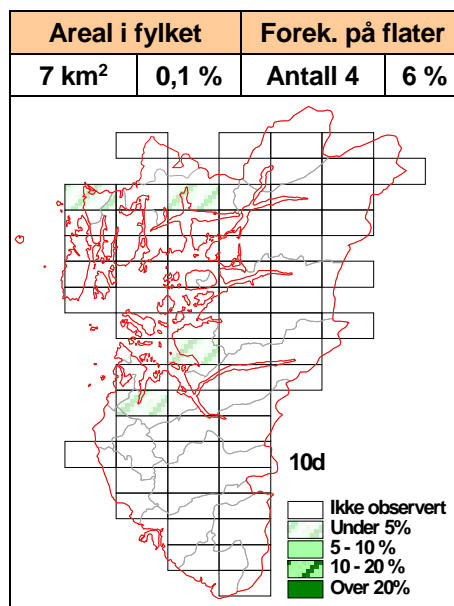 Areal i fylket Forek. på flater
7 km² 0,1 % Antall 4 6 %
10d
Ikke observert
Under 5%
5 - 10 %
10 - 20 %
Over 20%